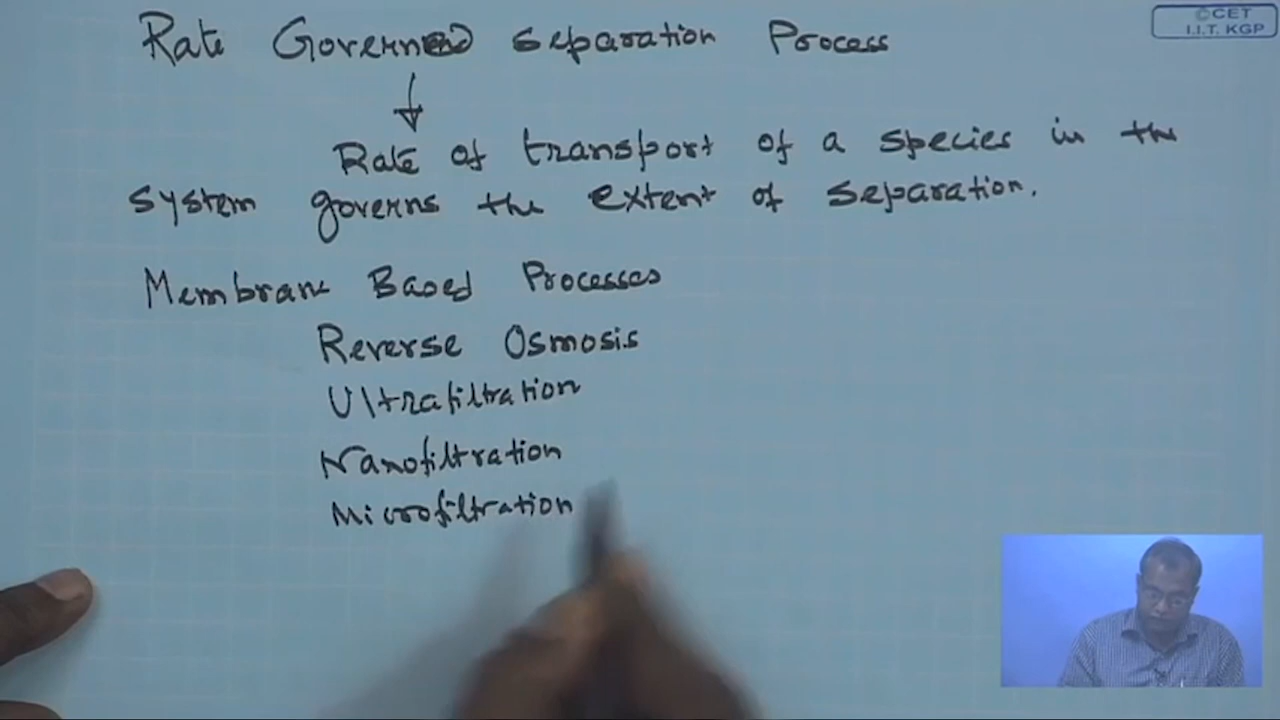 ©CET
I.I.T. KGP
Rate Governed Separation Process
Rate of transport of a species in the
system governs the extent of separation.
Membrane Based Processes
Reverse Osmosis
Ultrafiltration
Nanofiltration
Microfiltration